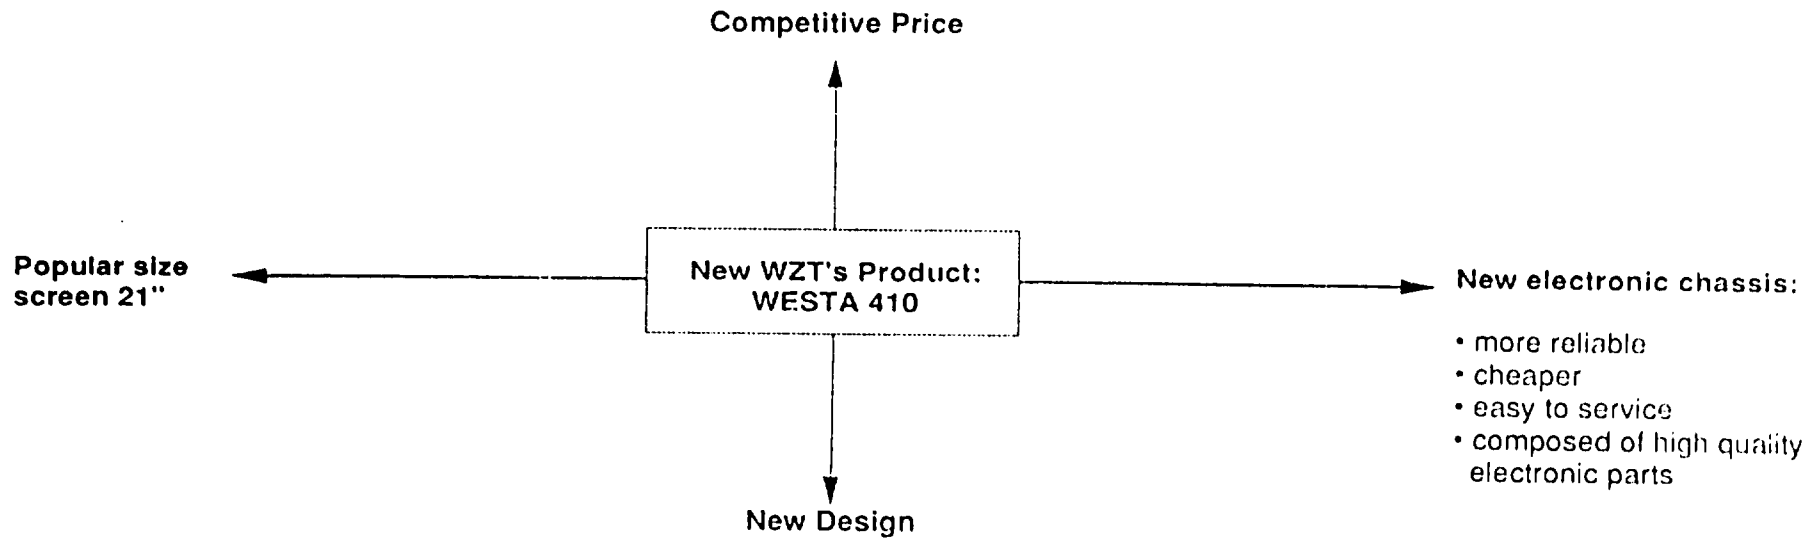 Competitive Price
Popular size
screen 21"
New WZT's Product:
WESTA 410
New electronic chassis:
• more reliable
• cheaper
• easy to service
• composed of high quality
electronic parts
New Design